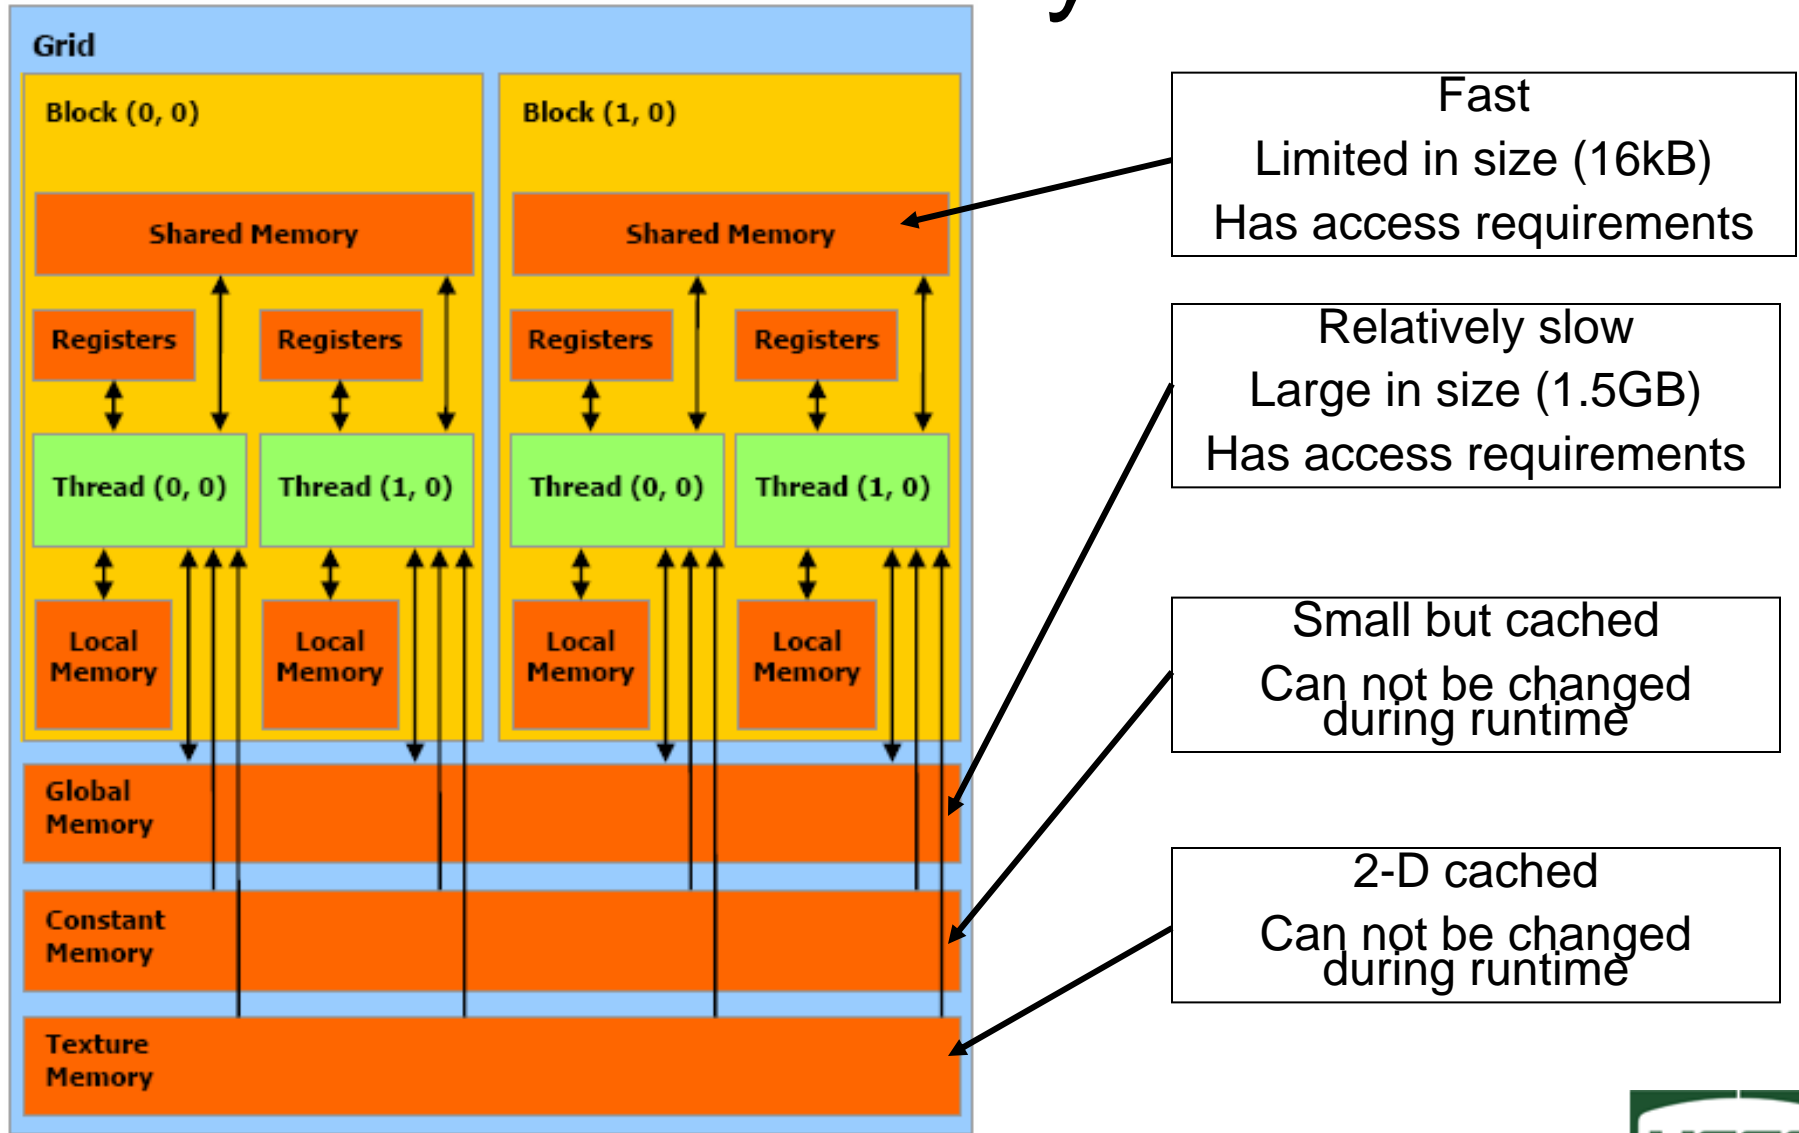 Grid
Block (0, 0)
Block (1, 0)
Shared Memory
Shared Memory
Registers
Registers
Registers
Registers
Thread (0, 0)
Thread (1, 0)
Thread (0, 0)
Thread (1, 0)
Local
Memory
Local
Memory
Local
Memory
Local
Memory
Global
Memory
Constant
Memory
Texture
Memory
Fast
Limited in size (16kB)
Has access requirements
Relatively slow
Large in size (1.5GB)
Has access requirements
Small but cached
Can not be changed
during runtime
2-D cached
Can not be changed
during runtime